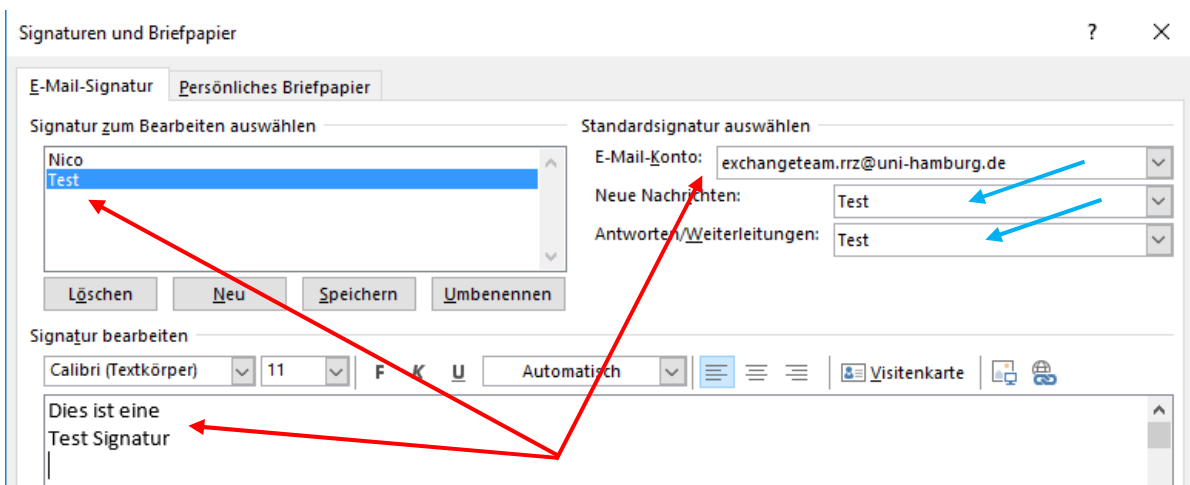 Signaturen und Briefpapier ?
E-Mail-Signatur Persönliches Briefpapier
Signatur zum Bearbeiten auswählen
Nico
Test
Löschen Neu Speichern Umbenennen
Standardsignatur auswählen
E-Mail-Konto: exchangeteam.rrz@uni-hamburg.de
Neue Nachrichten: Test
Antworten/Weiterleitungen: Test
Signatur bearbeiten
Calibri (Textkörper) 11 F K U Automatisch Visitenkarte
Dies ist eine
Test Signatur